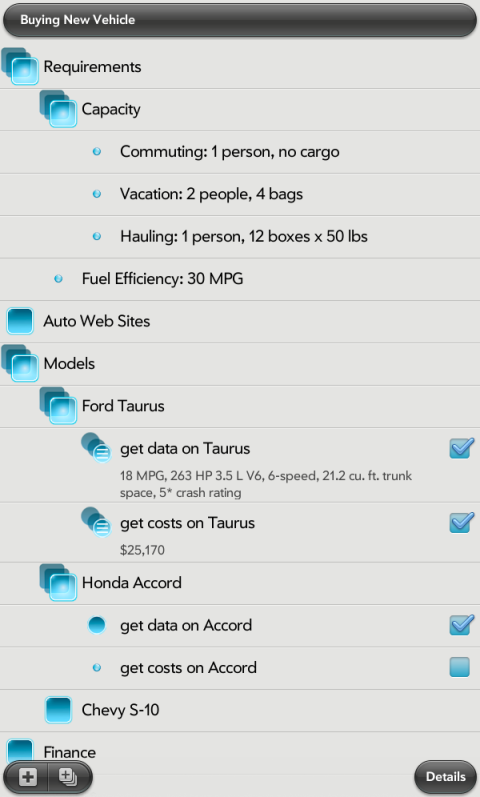 Buying New Vehicle
Requirements
Capacity
Commuting: 1 person, no cargo
Vacation: 2 people, 4 bags
Hauling: 1 person, 12 boxes x 50 lbs
Fuel Efficiency: 30 MPG
Auto Web Sites
Models
Ford Taurus
get data on Taurus
18 MPG, 263 HP 3.5 L V6, 6-speed, 21.2 cu. ft. trunk
space, 5* crash rating
get costs on Taurus
$25,170
Honda Accord
get data on Accord
get costs on Accord
Chevy S-10
Finance
Details